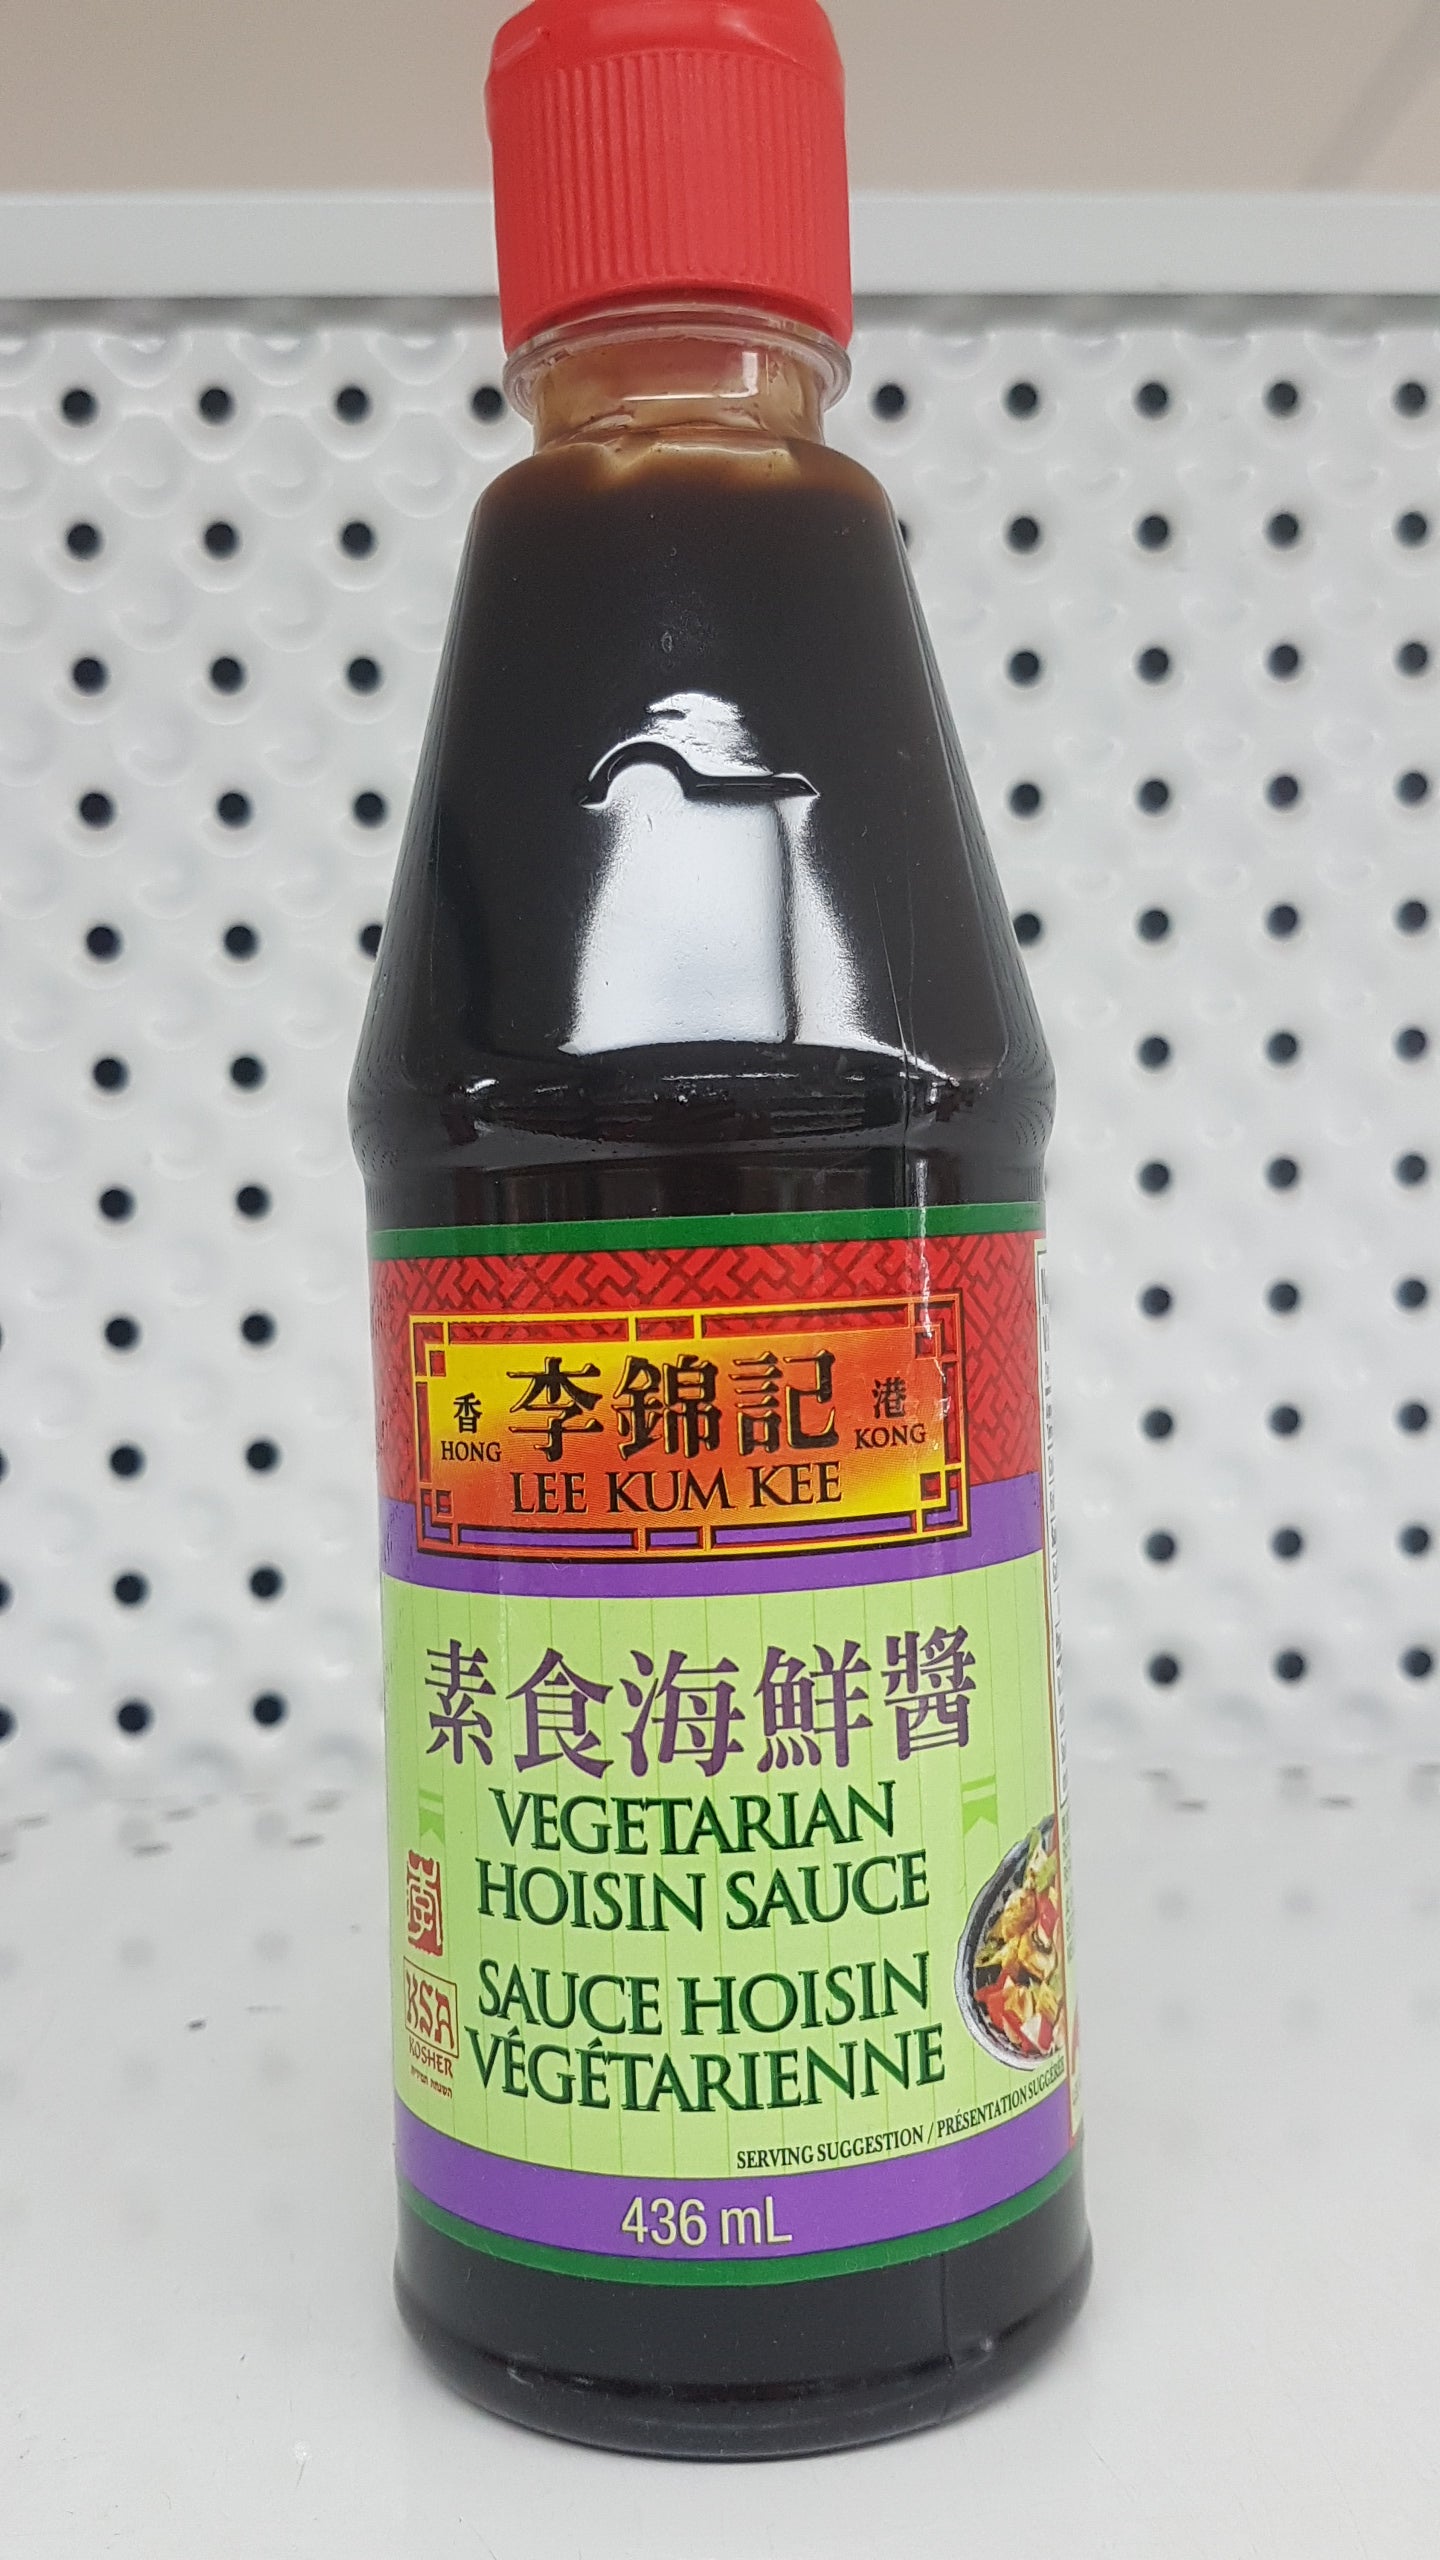 香 李錦記 港
HONG LEE KUM KEE KONG
素食海鮮醬
VEGETARIAN
HOISIN SAUCE
SAUCE HOISIN
VÉGÉTARIENNE
KSA
KOSHER
SERVING SUGGESTION / PRÉSENTATION SUGGÉRÉE
436 mL